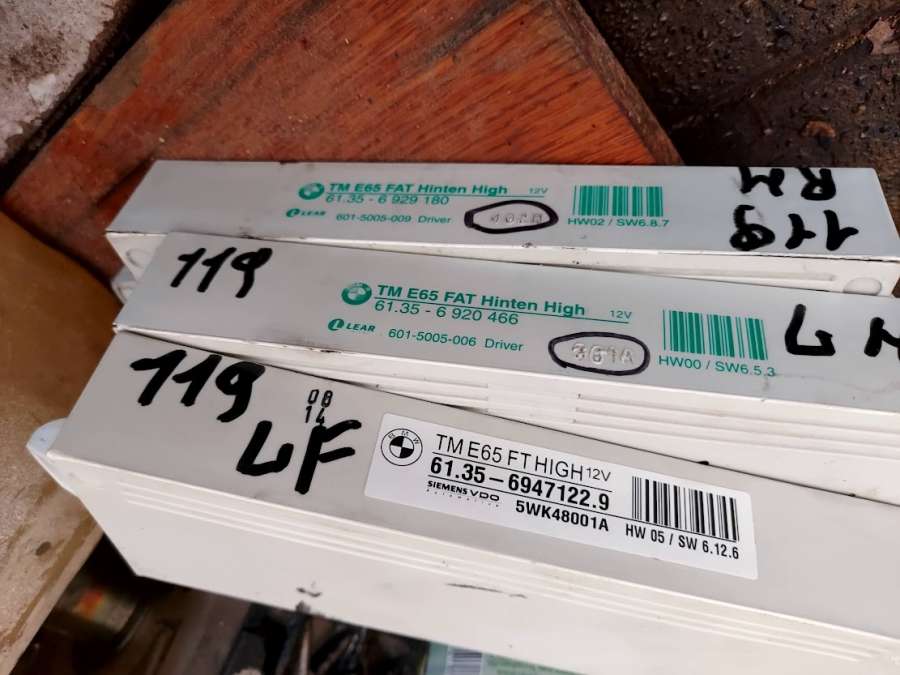 TM E65 FAT Hinten High 12V
61.35 - 6 929 180
LEAR 601-5005-009 Driver
HW02 / SW6.8.7
RM
119
119
TM E65 FAT Hinten High 12V
61.35 - 6 920 466
LEAR 601-5005-006 Driver 361A
HW00 / SW6.5.3
119
08
14
LF
BMW
TM E65 FT HIGH 12V
61.35 - 6947122.9
SIEMENS VDO
Automotive
5WK48001A
HW 05 / SW 6.12.6